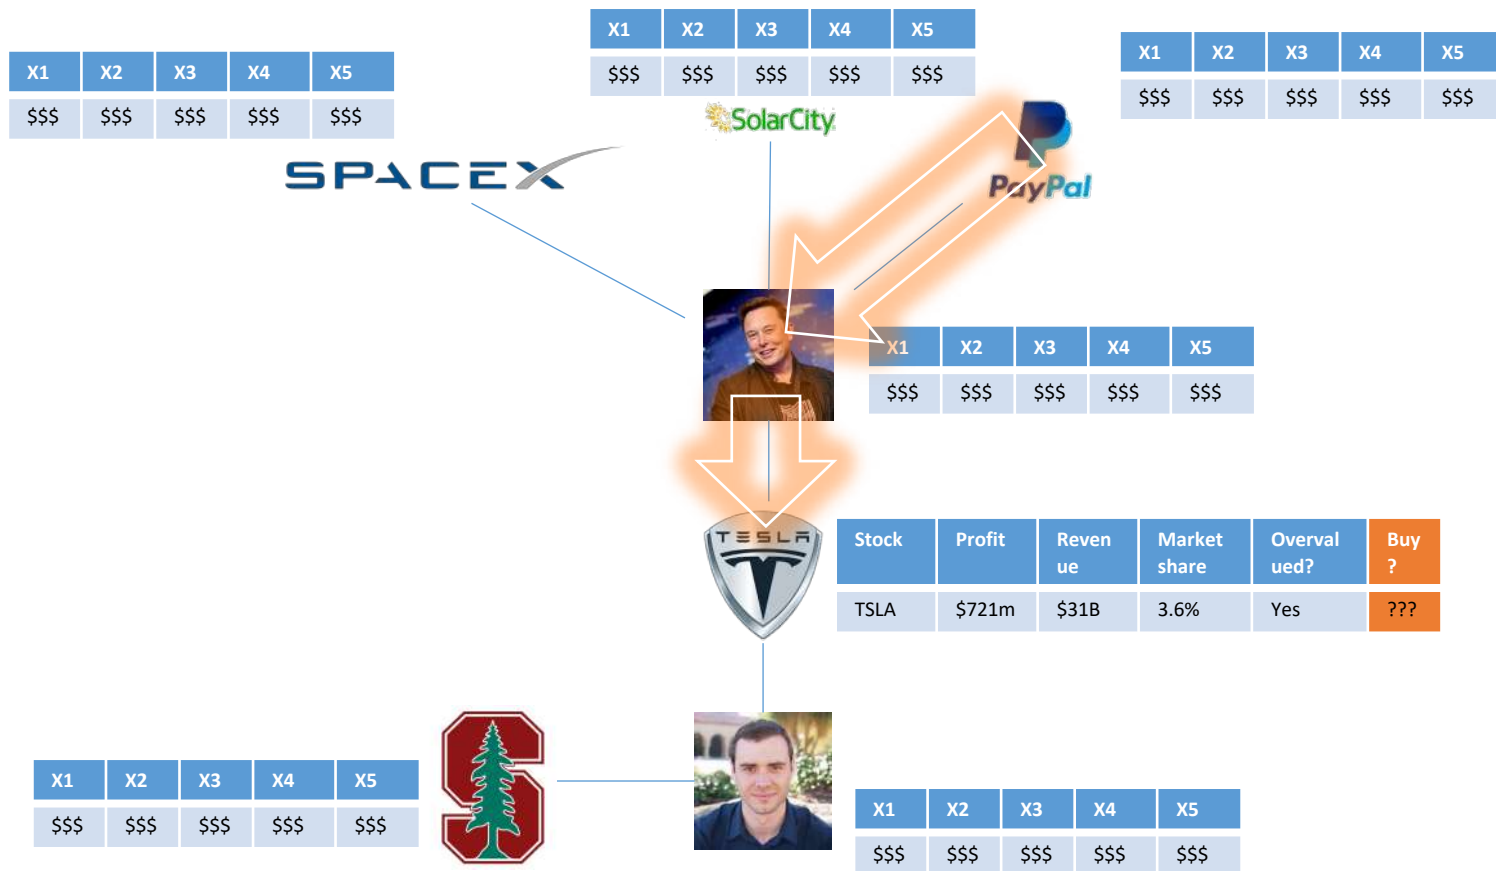 X1 X2 X3 X4 X5
$$$ $$$ $$$ $$$ $$$
X1 X2 X3 X4 X5
$$$ $$$ $$$ $$$ $$$
X1 X2 X3 X4 X5
$$$ $$$ $$$ $$$ $$$
SPACEX
SolarCity
P
PayPal
X1 X2 X3 X4 X5
$$$ $$$ $$$ $$$ $$$
TESLA
Stock Profit Reven Market Overval Buy
ue share ued? ?
TSLA $721m $31B 3.6% Yes ???
S
X1 X2 X3 X4 X5
$$$ $$$ $$$ $$$ $$$
X1 X2 X3 X4 X5
$$$ $$$ $$$ $$$ $$$